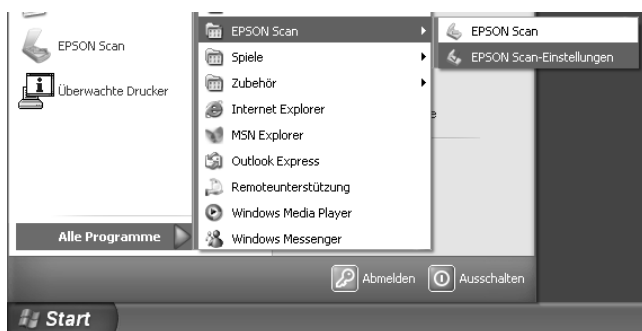 EPSON Scan
Überwachte Drucker
Alle Programme
EPSON Scan
Spiele
Zubehör
Internet Explorer
MSN Explorer
Outlook Express
Remoteunterstützung
Windows Media Player
Windows Messenger
EPSON Scan
EPSON Scan-Einstellungen
Abmelden
Ausschalten
Start